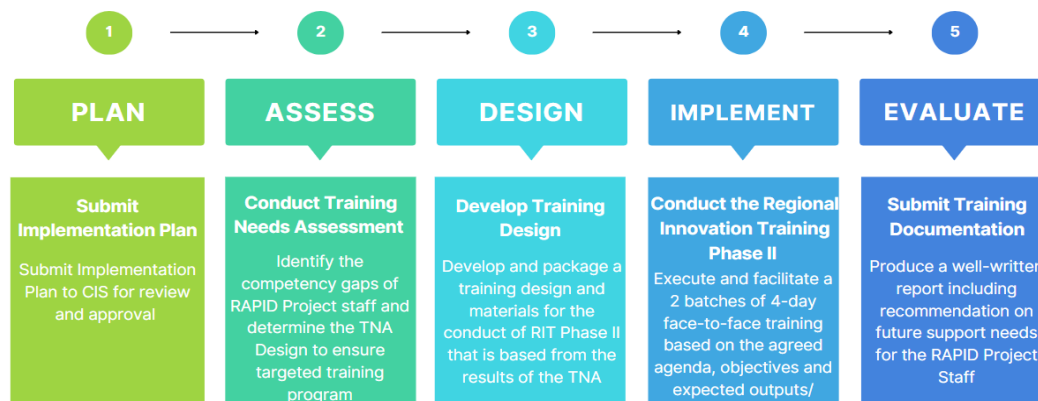 1
2
3
4
5
PLAN
ASSESS
DESIGN
IMPLEMENT
EVALUATE
Submit
Implementation Plan
Submit Implementation
Plan to CIS for review
and approval
Conduct Training
Needs Assessment
Identify the
competency gaps of
RAPID Project staff and
determine the TNA
Design to ensure
targeted training
program
Develop Training
Design
Develop and package a
training design and
materials for the
conduct of RIT Phase II
that is based from the
results of the TNA
Conduct the Regional
Innovation Training
Phase II
Execute and facilitate a
2 batches of 4-day
face-to-face training
based on the agreed
agenda, objectives and
expected outputs/
Submit Training
Documentation
Produce a well-written
report including
recommendation on
future support needs
for the RAPID Project
Staff